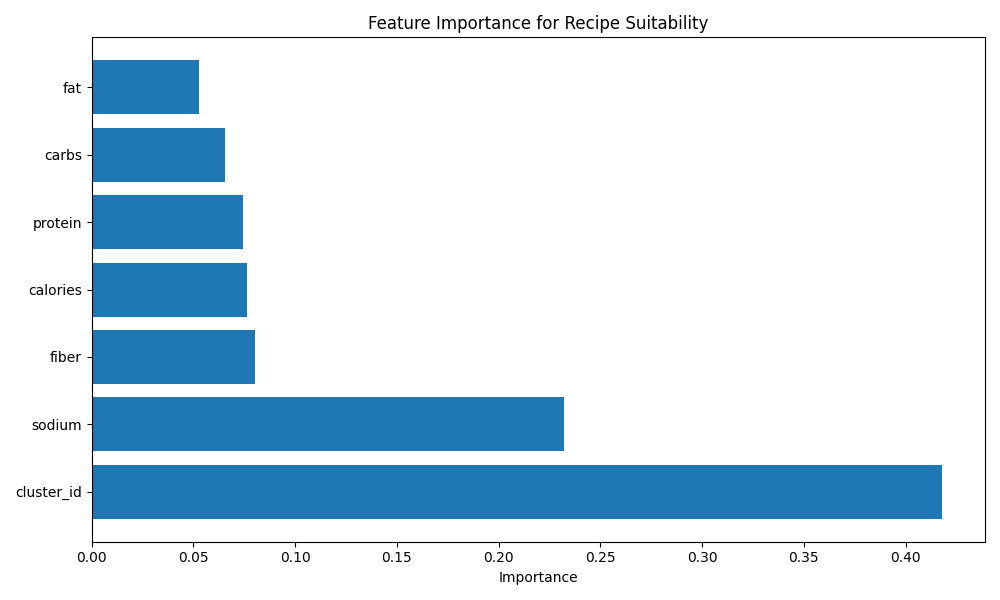 Feature Importance for Recipe Suitability
fat
carbs
protein
calories
fiber
sodium
cluster_id
0.00 0.05 0.10 0.15 0.20 0.25 0.30 0.35 0.40
Importance